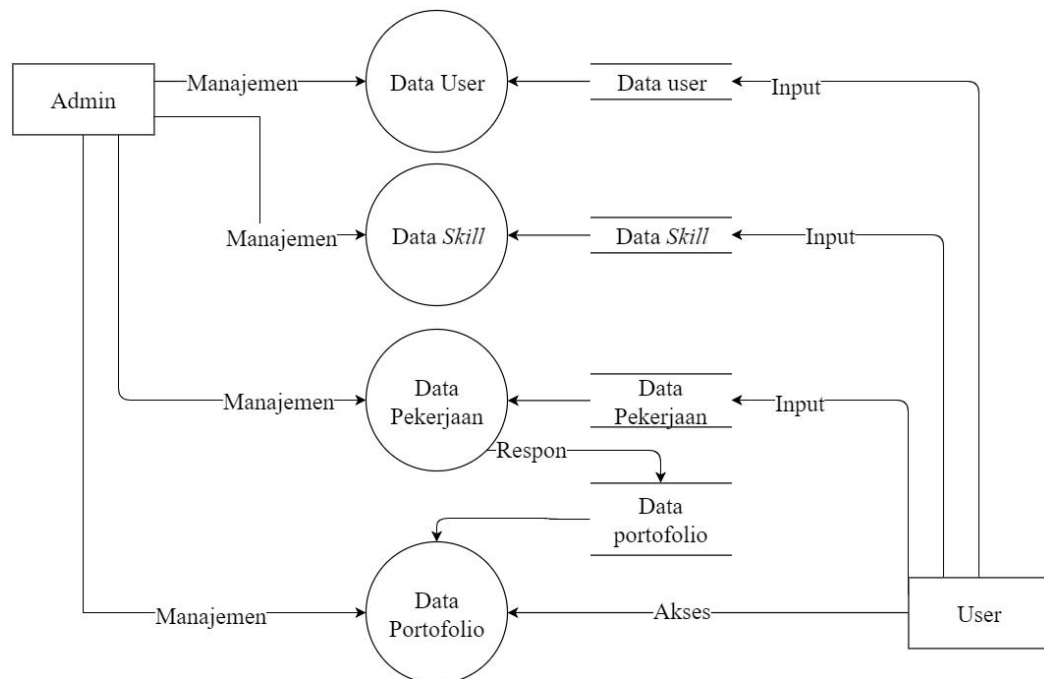 Admin
Manajemen
Data User
Data user
Input
Manajemen
Data Skill
Data Skill
Input
Manajemen
Data
Pekerjaan
Data
Pekerjaan
Input
Respon
Data
portofolio
Manajemen
Data
Portofolio
Akses
User